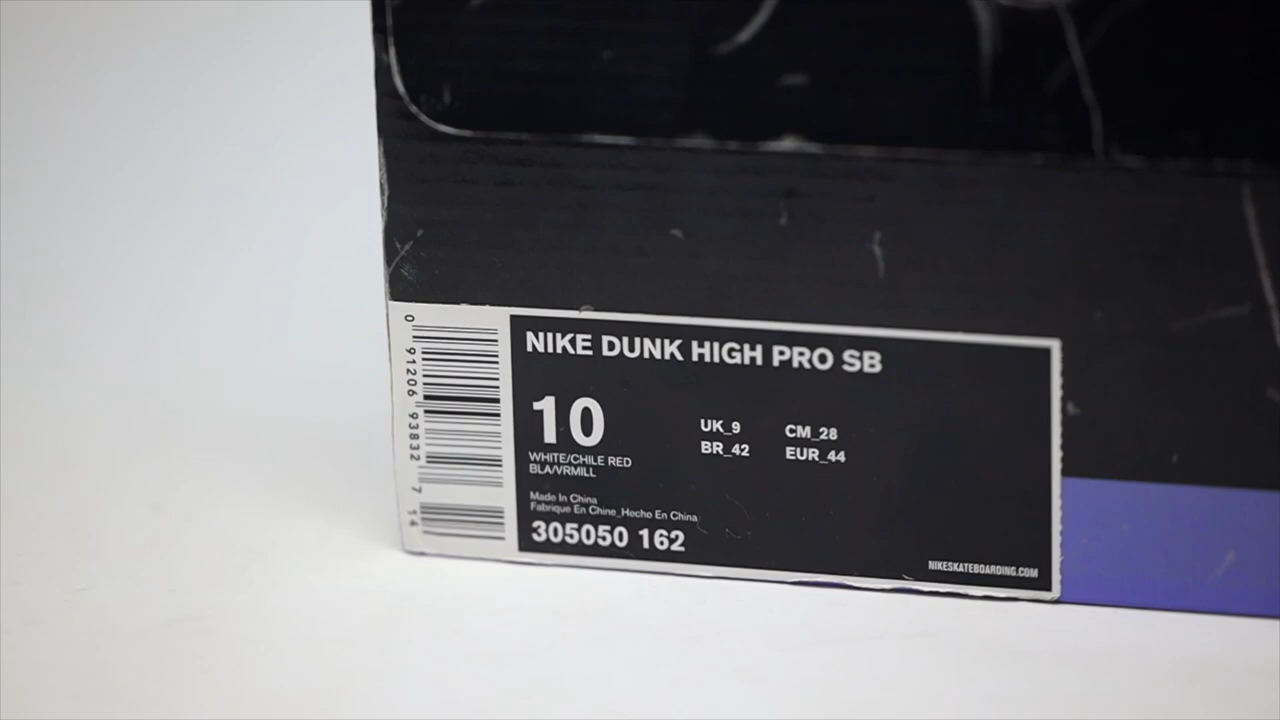 0 91206 93832 7 14
NIKE DUNK HIGH PRO SB
10
UK_9 CM_28
BR_42 EUR_44
WHITE/CHILE RED
BLA/VRMILL
Made In China
Fabrique En Chine_Hecho En China
305050 162
NIKESKATEBOARDING.COM